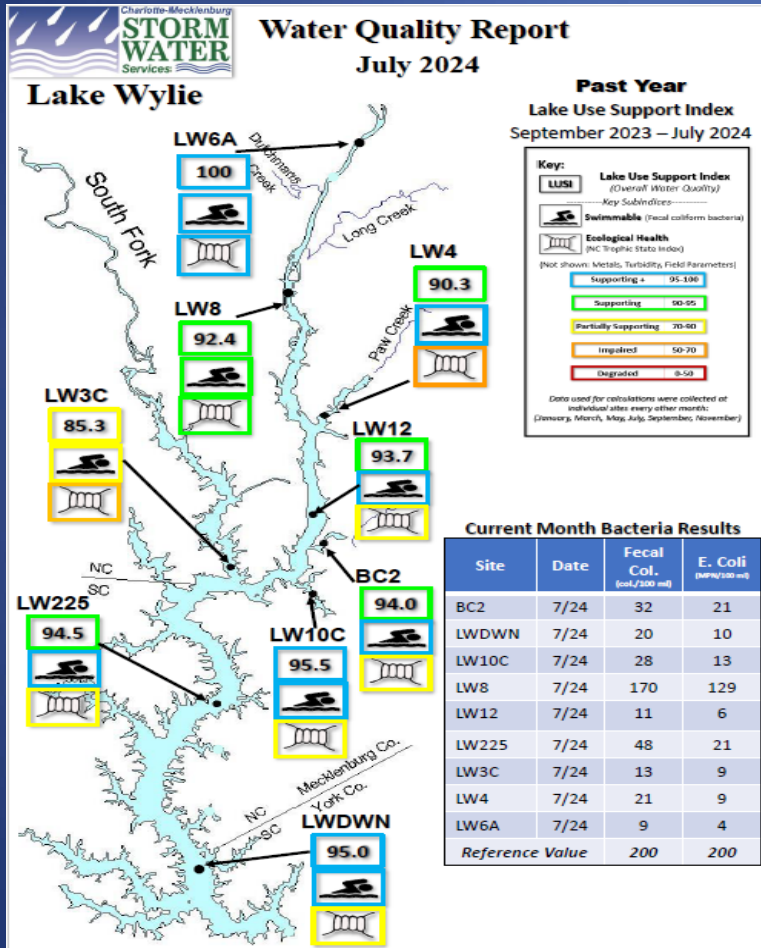 Charlotte-Mecklenburg
STORM
WATER
Services
Water Quality Report
July 2024
Lake Wylie
Past Year
Lake Use Support Index
September 2023 – July 2024
Key:
LUSI
Lake Use Support Index
(Overall Water Quality)
Key Subindices
Swimmable (Fecal coliform bacteria)
Ecological Health
(NC Trophic State Index)
(Not shown: Metals, Turbidity, Field Parameters)
Supporting + 95-100
Supporting 90-95
Partially Supporting 70-90
Impaired 50-70
Degraded 0-50
Data used for calculations were collected at
individual sites every other month:
(January, March, May, July, September, November)
LW6A
100
Dutchmans
Creek
South Fork
Long Creek
LW4
90.3
LW8
92.4
Paw Creek
LW3C
85.3
LW12
93.7
NC
SC
BC2
94.0
LW225
94.5
LW10C
95.5
Mecklenburg Co.
York Co.
NC
SC
LWDWN
95.0
Current Month Bacteria Results
Site Date Fecal Col. (col./100 ml) E. Coli (MPN/100 ml)
BC2 7/24 32 21
LWDWN 7/24 20 10
LW10C 7/24 28 13
LW8 7/24 170 129
LW12 7/24 11 6
LW225 7/24 48 21
LW3C 7/24 13 9
LW4 7/24 21 9
LW6A 7/24 9 4
Reference Value 200 200